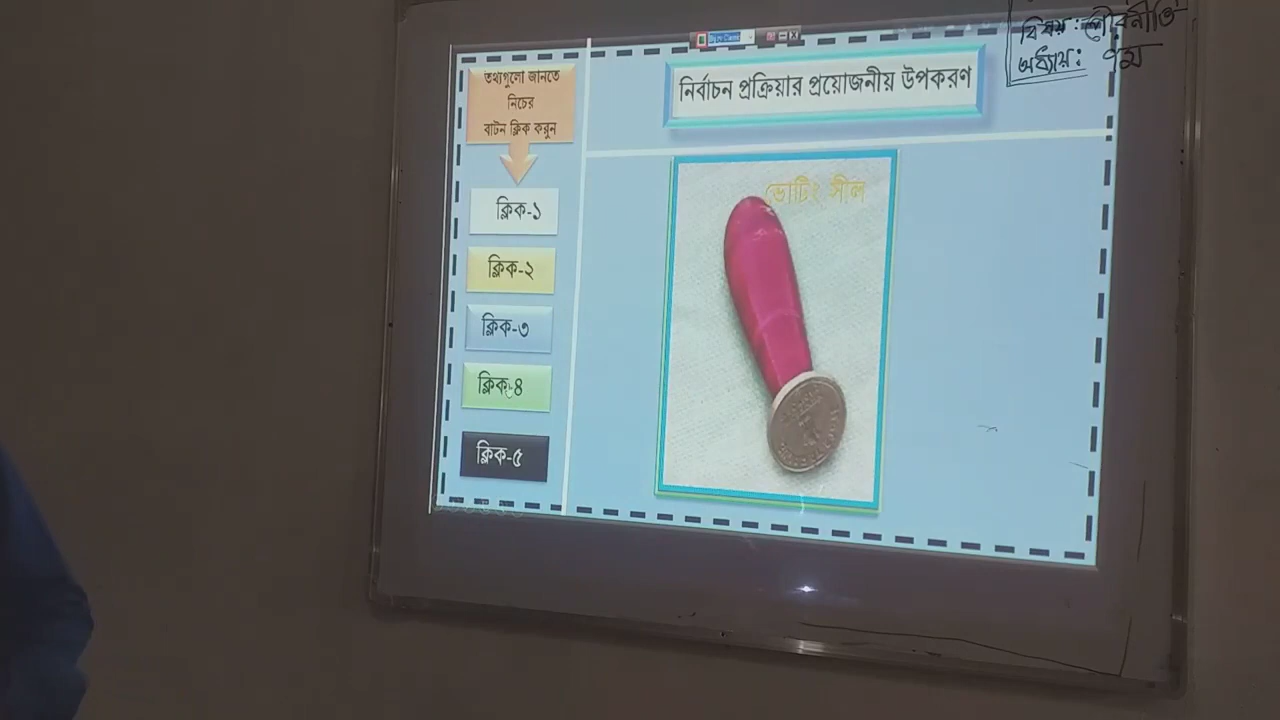 বিষয়: পৌরনীতি
অধ্যায়: ৭ম
নির্বাচন প্রক্রিয়ার প্রয়োজনীয় উপকরণ
তথ্যগুলো জানতে
নিচের
বাটন ক্লিক করুন
ক্লিক-১
ক্লিক-২
ক্লিক-৩
ক্লিক-৪
ক্লিক-৫
ভোটিং সীল